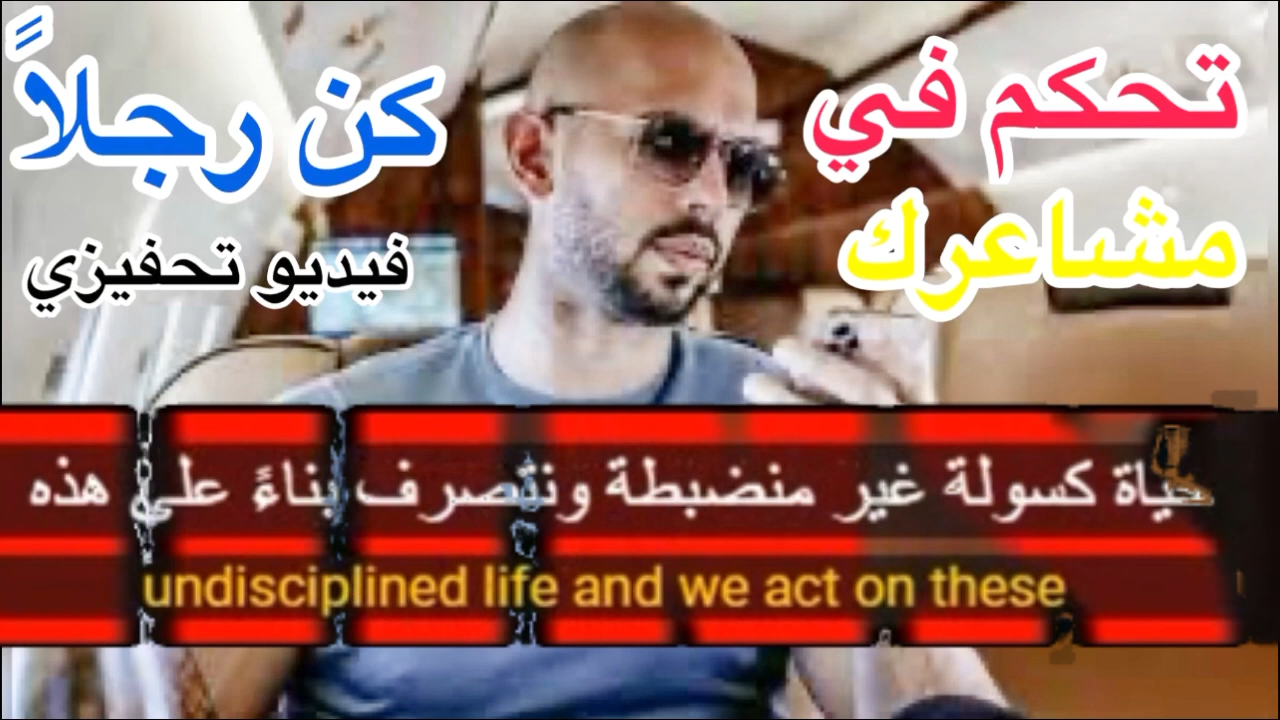 تحكم في
مشاعرك
كن رجلاً
فيديو تحفيزي
حياة كسولة غير منضبطة ونتصرف بناءً على هذه
undisciplined life and we act on these